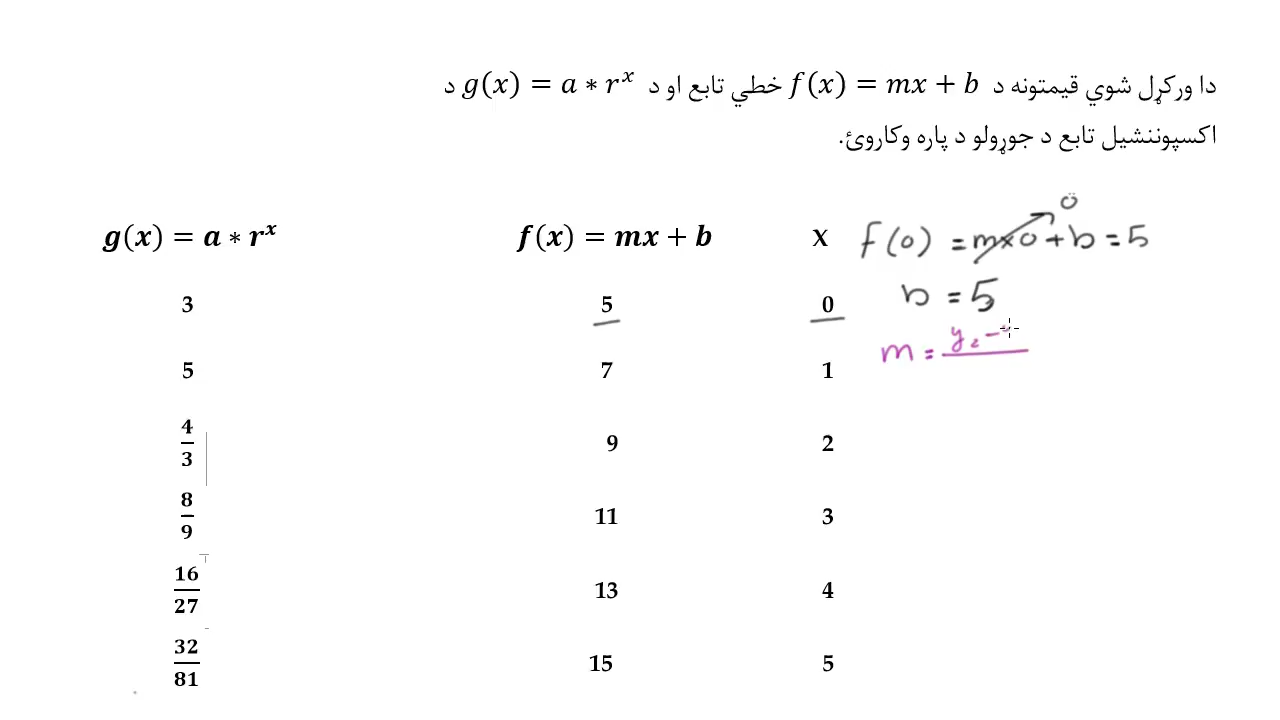 دا ورکړل شوي قیمتونه د f(x) = mx + b خطي تابع او د g(x) = a * r^x د
اکسپوننشیل تابع د جوړولو د پاره وکاروئ.
g(x) = a * r^x f(x) = mx + b X
f(0) = m×0 + b = 5
0
b = 5
m = y₂ -
3 5 0
5 7 1
4/3 9 2
8/9 11 3
16/27 13 4
32/81 15 5